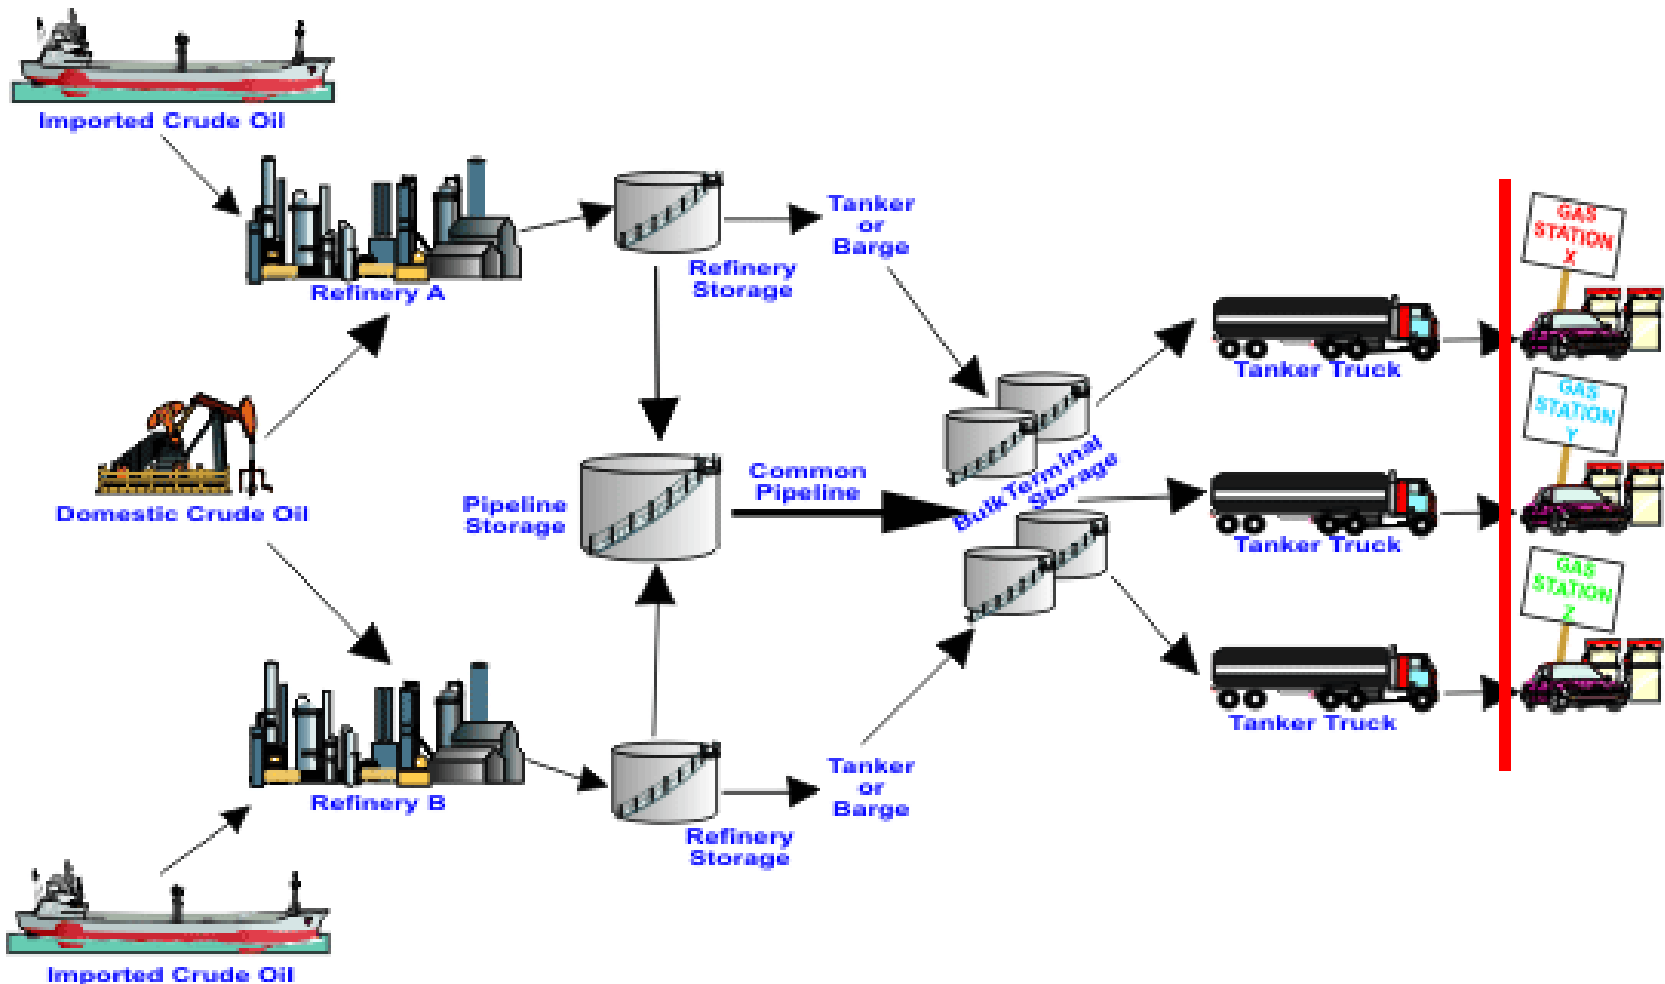 Imported Crude Oil
Refinery A
Refinery
Storage
Tanker
or
Barge
Tanker Truck
GAS
STATION
X
Domestic Crude Oil
Pipeline
Storage
Common
Pipeline
Bulk Terminal
Storage
Tanker Truck
GAS
STATION
Y
Refinery B
Refinery
Storage
Tanker
or
Barge
Tanker Truck
GAS
STATION
Z
Imported Crude Oil